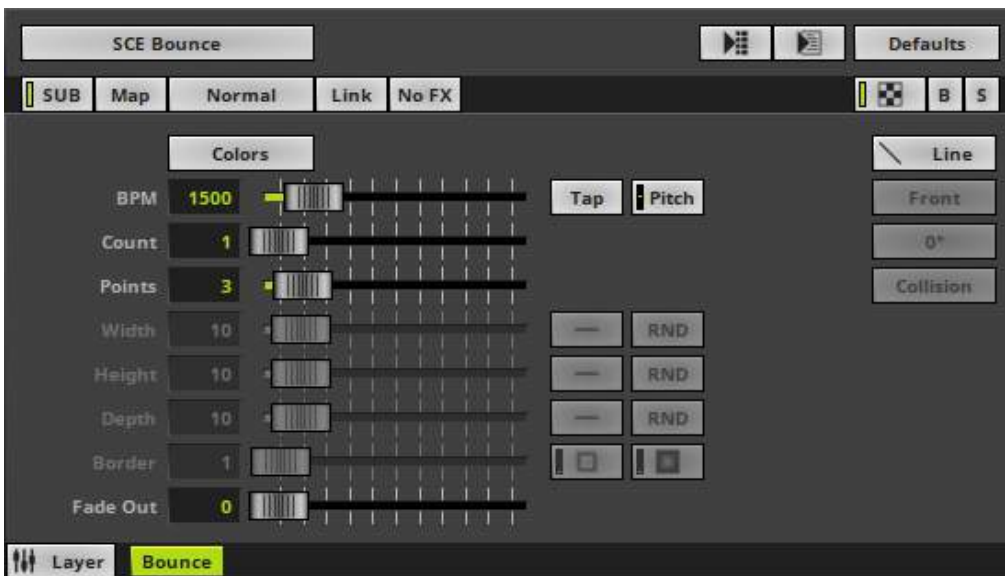 SCE Bounce Defaults
SUB Map Normal Link No FX B S
Colors Line
BPM 1500 Tap Pitch Front
Count 1 0°
Points 3 Collision
Width 10 RND
Height 10 RND
Depth 10 RND
Border 1
Fade Out 0
Layer Bounce